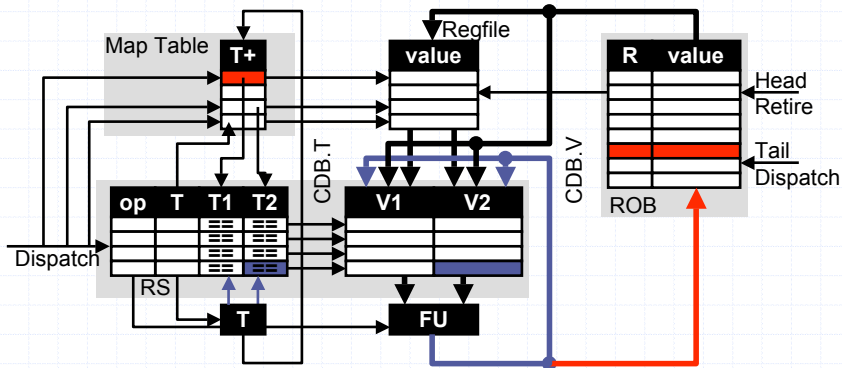 Map Table
T+
Regfile
value
R value
Head
Retire
Tail
Dispatch
ROB
CDB.T
CDB.V
op T T1 T2
== ==
== ==
== ==
== ==
V1 V2
Dispatch
RS
T
FU